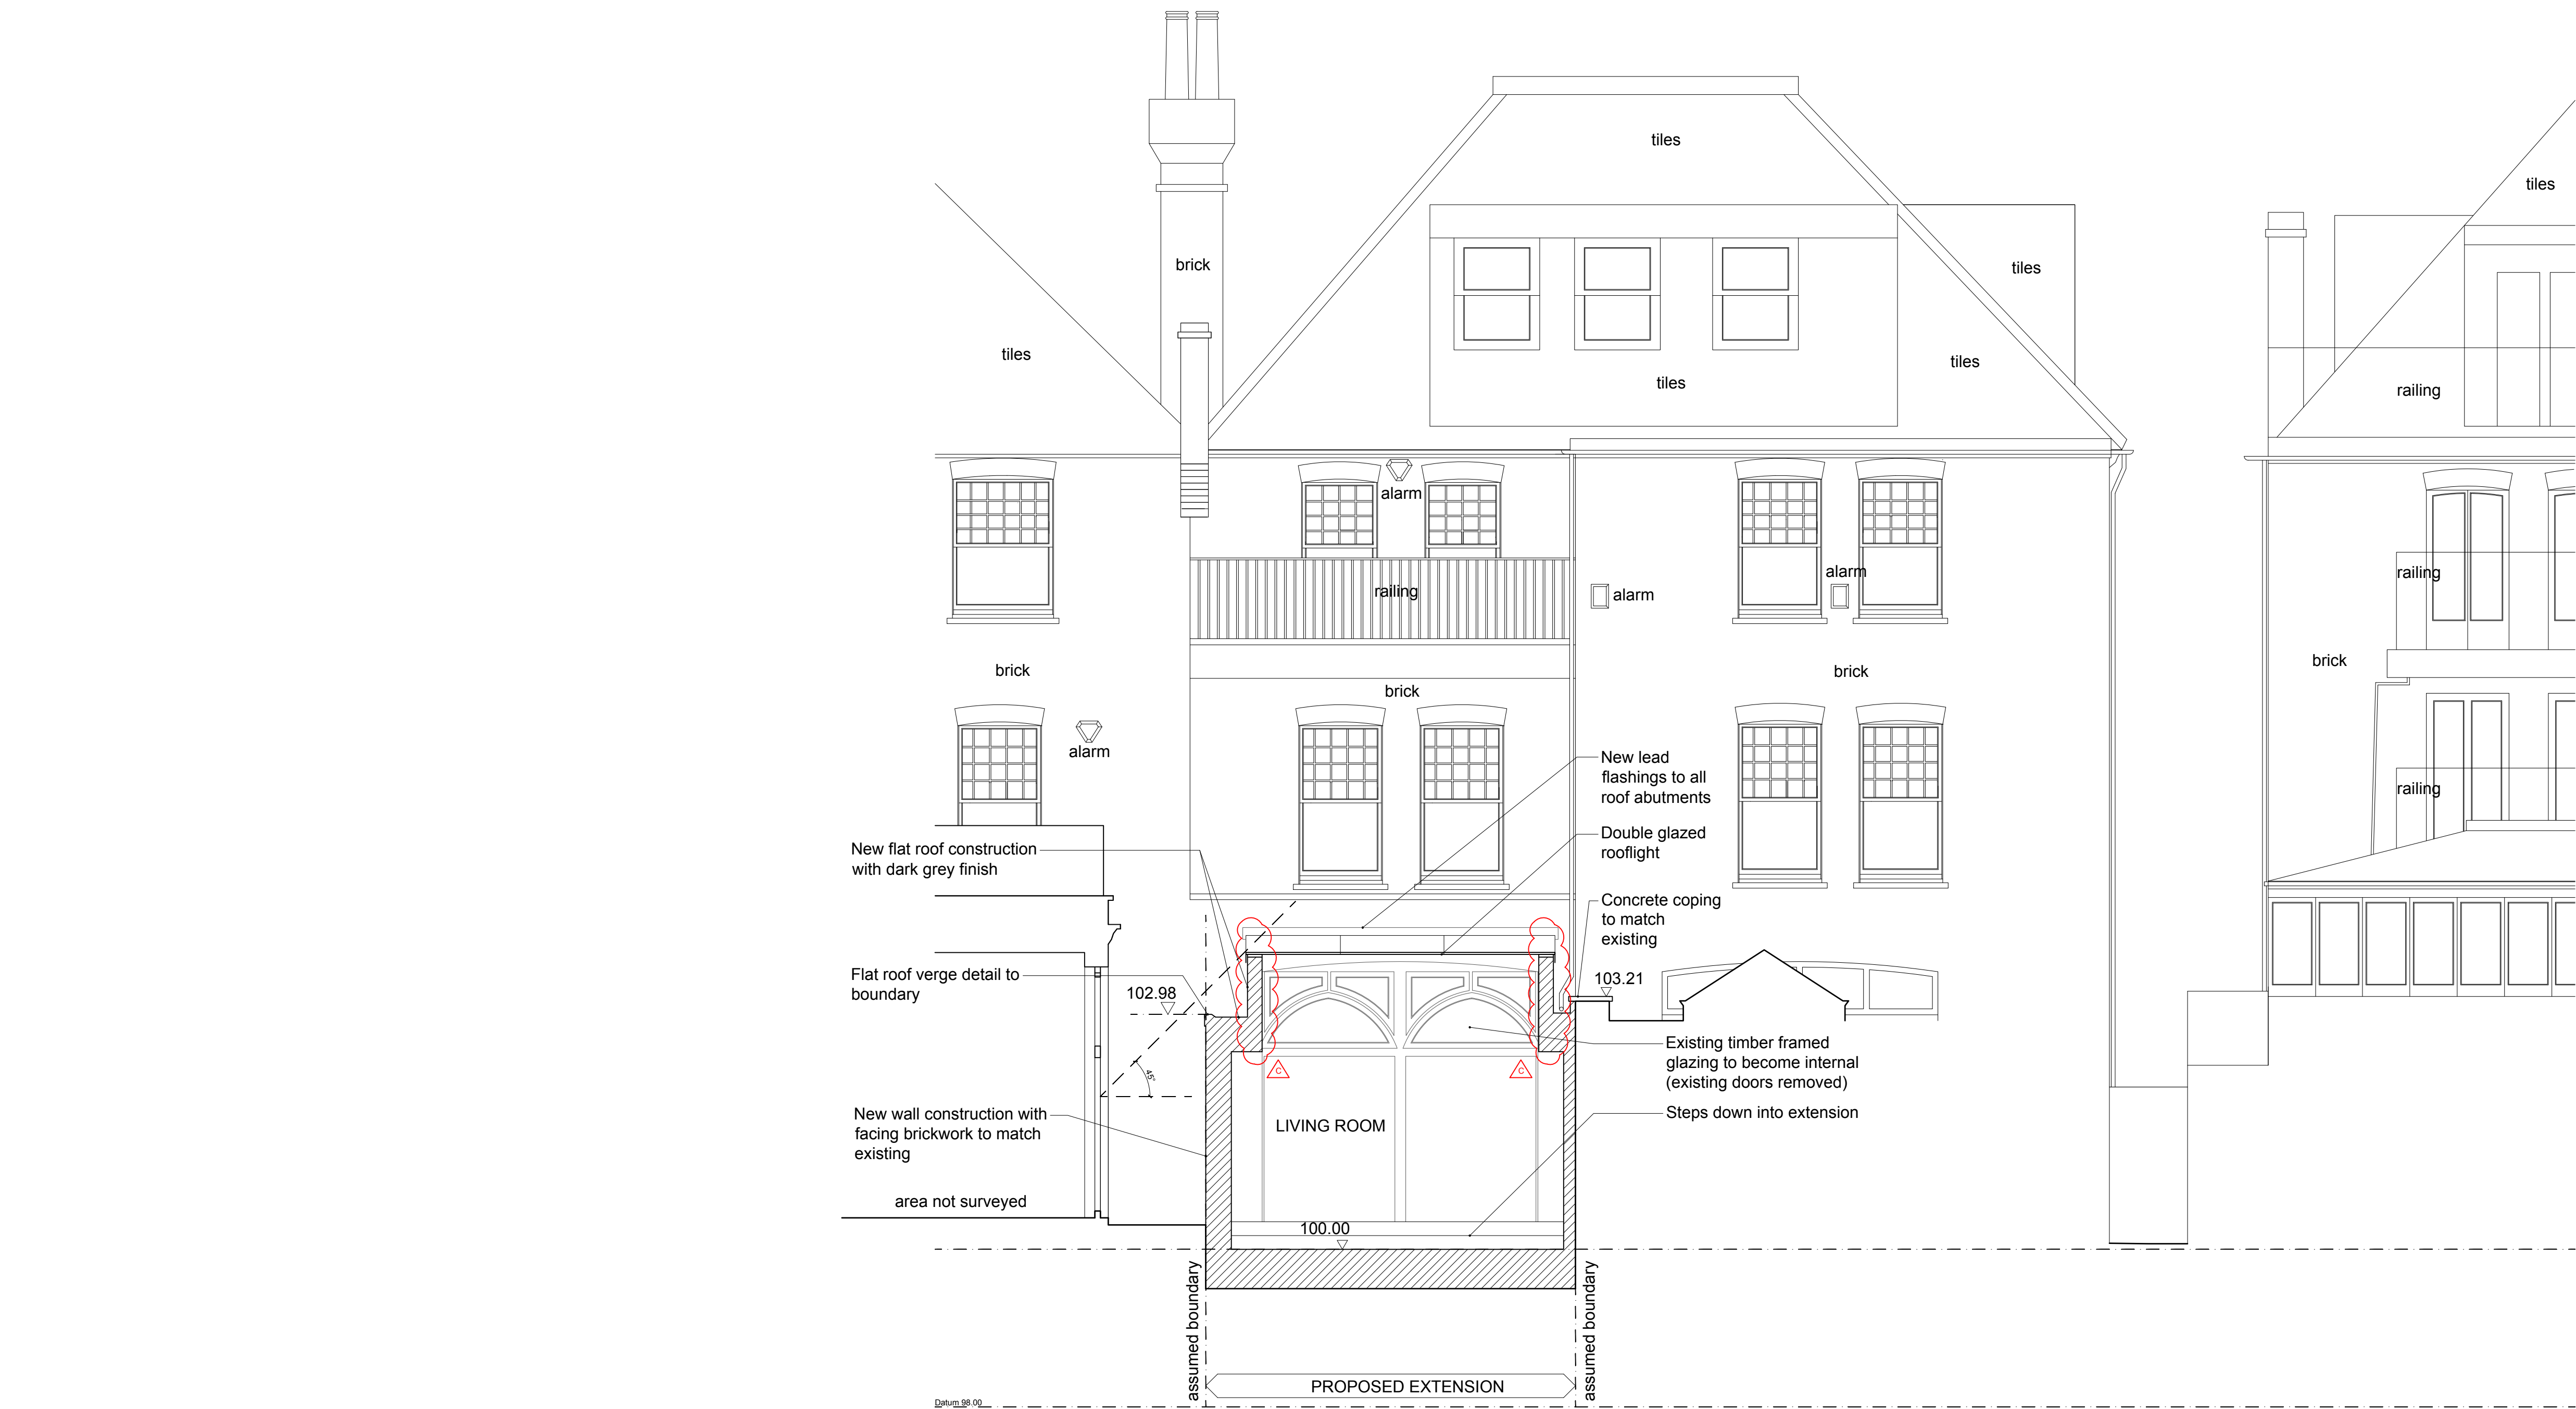 tiles
tiles
brick
tiles
tiles
tiles
tiles
railing
alarm
railing
alarm
alarm
railing
brick
brick
brick
brick
alarm
New lead
flashings to all
roof abutments
railing
Double glazed
rooflight
New flat roof construction
with dark grey finish
Concrete coping
to match
existing
Flat roof verge detail to
boundary
102.98
103.21
Existing timber framed
glazing to become internal
(existing doors removed)
45°
C
C
New wall construction with
facing brickwork to match
existing
Steps down into extension
LIVING ROOM
area not surveyed
100.00
assumed boundary
assumed boundary
PROPOSED EXTENSION
Datum 98.00